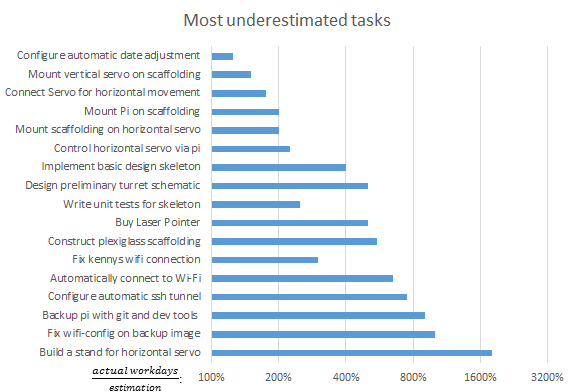 Most underestimated tasks
Configure automatic date adjustment
Mount vertical servo on scaffolding
Connect Servo for horizontal movement
Mount Pi on scaffolding
Mount scaffolding on horizontal servo
Control horizontal servo via pi
Implement basic design skeleton
Design preliminary turret schematic
Write unit tests for skeleton
Buy Laser Pointer
Construct plexiglass scaffolding
Fix kennys wifi connection
Automatically connect to Wi-Fi
Configure automatic ssh tunnel
Backup pi with git and dev tools
Fix wifi-config on backup image
Build a stand for horizontal servo
actual workdays
estimation :
100% 200% 400% 800% 1600% 3200%